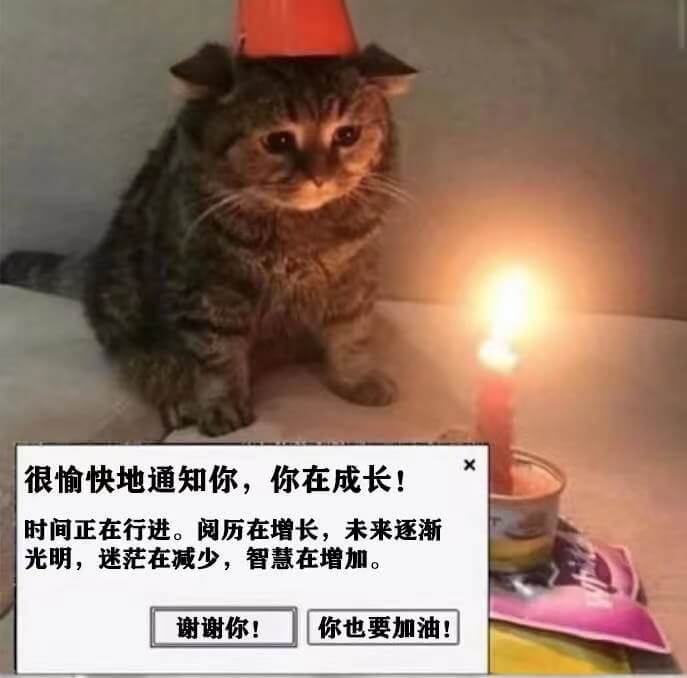 很愉快地通知你，你在成长！
时间正在行进。阅历在增长，未来逐渐
光明，迷茫在减少，智慧在增加。
谢谢你！
你也要加油！